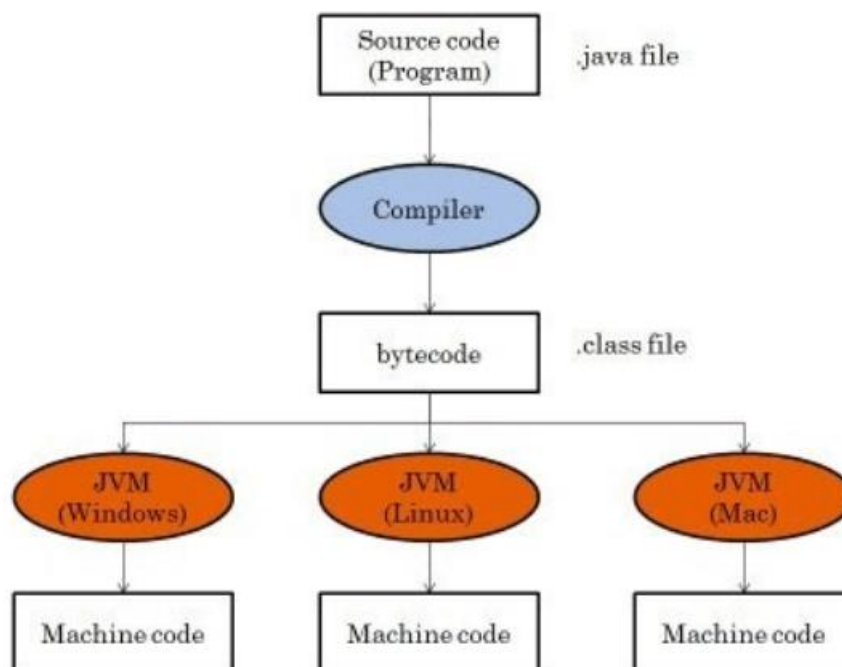 Source code
(Program)
.java file
Compiler
bytecode
.class file
JVM
(Windows)
JVM
(Linux)
JVM
(Mac)
Machine code
Machine code
Machine code